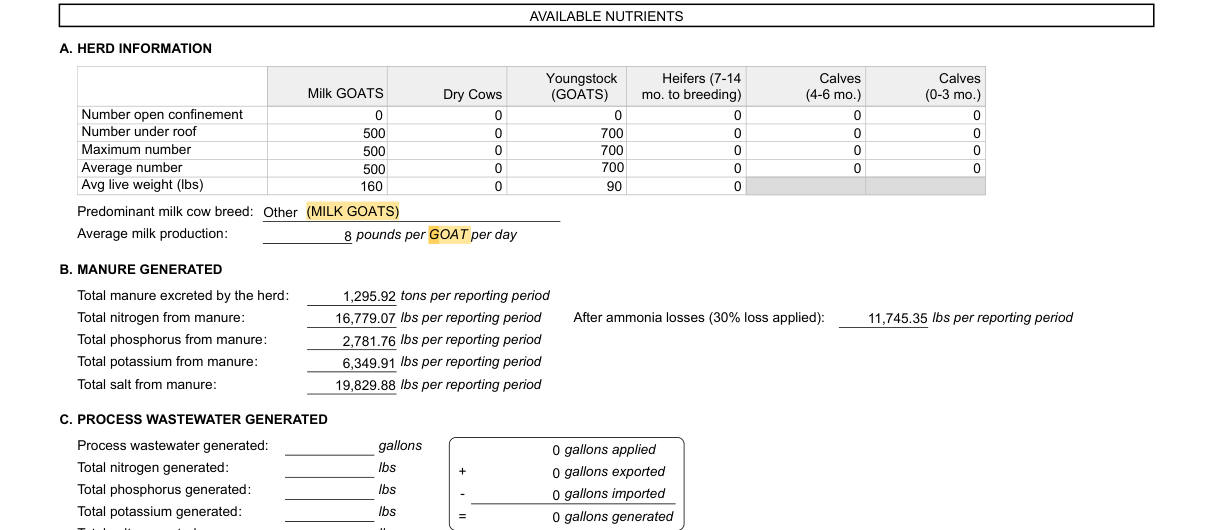 AVAILABLE NUTRIENTS
A. HERD INFORMATION
Milk GOATS Dry Cows Youngstock (GOATS) Heifers (7-14 mo. to breeding) Calves (4-6 mo.) Calves (0-3 mo.)
Number open confinement 0 0 0 0 0 0
Number under roof 500 0 700 0 0 0
Maximum number 500 0 700 0 0 0
Average number 500 0 700 0 0 0
Avg live weight (lbs) 160 0 90 0
Predominant milk cow breed: Other (MILK GOATS)
Average milk production: 8 pounds per GOAT per day
B. MANURE GENERATED
Total manure excreted by the herd: 1,295.92 tons per reporting period
Total nitrogen from manure: 16,779.07 lbs per reporting period After ammonia losses (30% loss applied): 11,745.35 lbs per reporting period
Total phosphorus from manure: 2,781.76 lbs per reporting period
Total potassium from manure: 6,349.91 lbs per reporting period
Total salt from manure: 19,829.88 lbs per reporting period
C. PROCESS WASTEWATER GENERATED
Process wastewater generated: gallons 0 gallons applied
Total nitrogen generated: lbs + 0 gallons exported
Total phosphorus generated: lbs - 0 gallons imported
Total potassium generated: lbs = 0 gallons generated